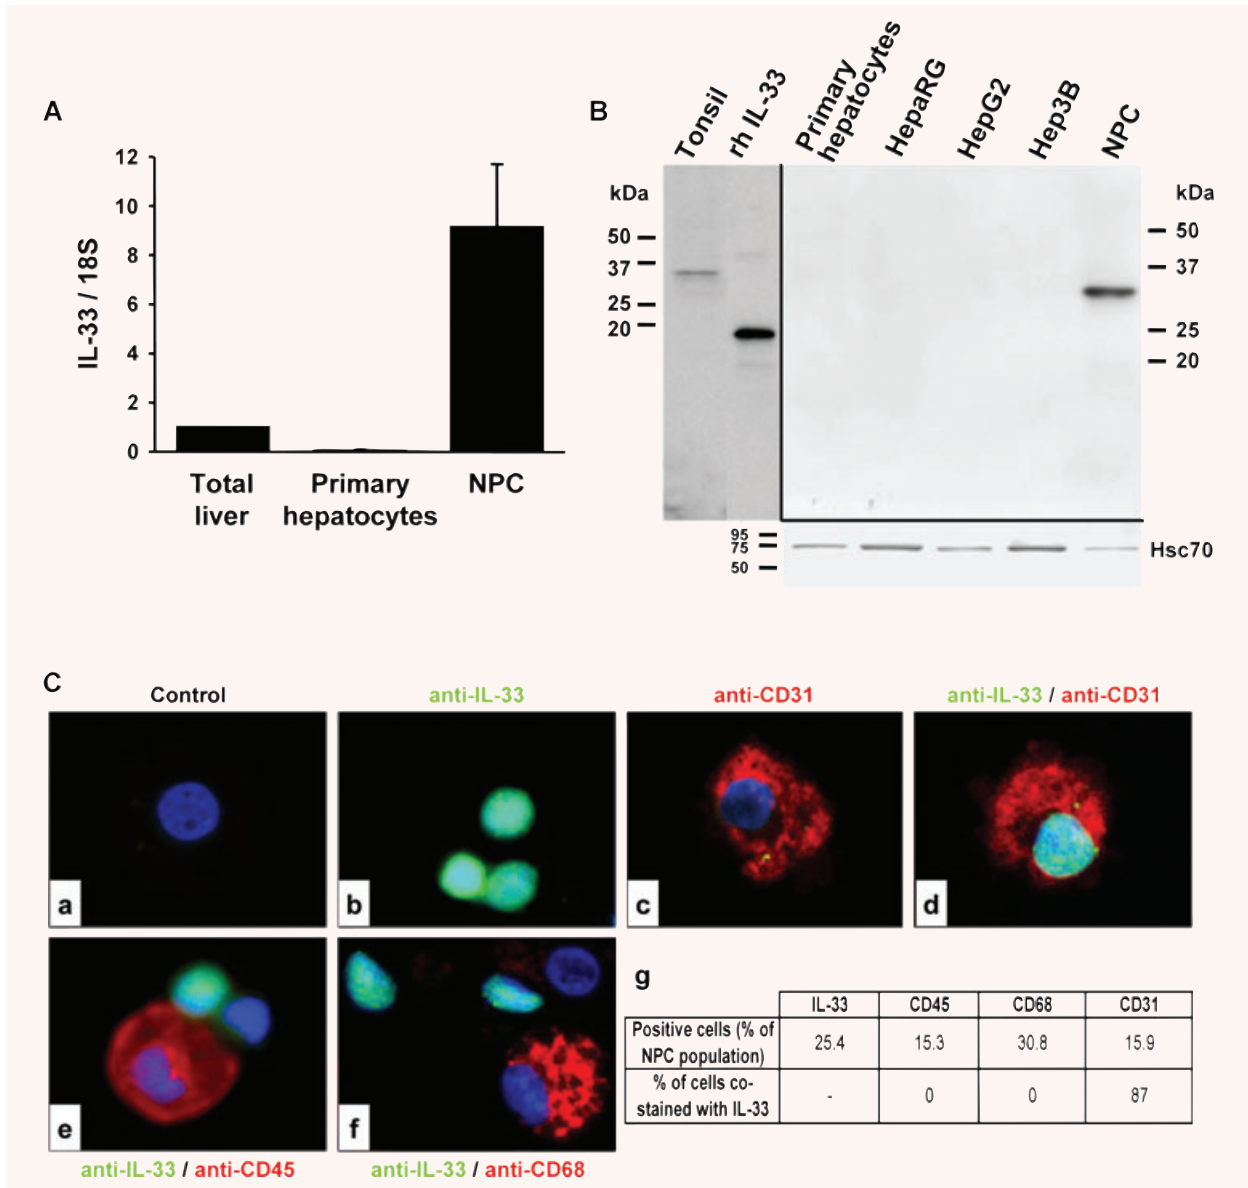 A
12
10
8
6
4
2
0
IL-33 / 18S
Total
liver
Primary
hepatocytes
NPC
B
Tonsil
rh IL-33
Primary
hepatocytes
HepaRG
HepG2
Hep3B
NPC
kDa
50
37
25
20
kDa
50
37
25
20
95
75
50
Hsc70
C
Control
anti-IL-33
anti-CD31
anti-IL-33 / anti-CD31
a
b
c
d
e
f
anti-IL-33 / anti-CD45
anti-IL-33 / anti-CD68
g
IL-33 CD45 CD68 CD31
Positive cells (% of
NPC population)
25.4 15.3 30.8 15.9
% of cells co-
stained with IL-33
- 0 0 87